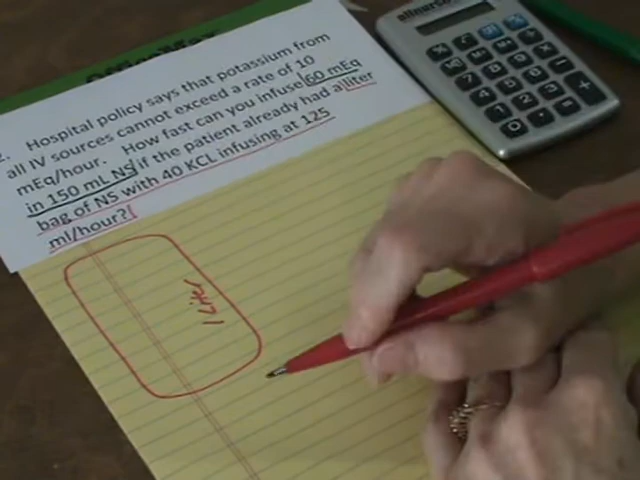 OfficeMax
allnurses
2. Hospital policy says that potassium from
all IV sources cannot exceed a rate of 10
mEq/hour. How fast can you infuse 60 mEq
in 150 mL NS if the patient already had a liter
bag of NS with 40 KCL infusing at 125
ml/hour?
1 Liter